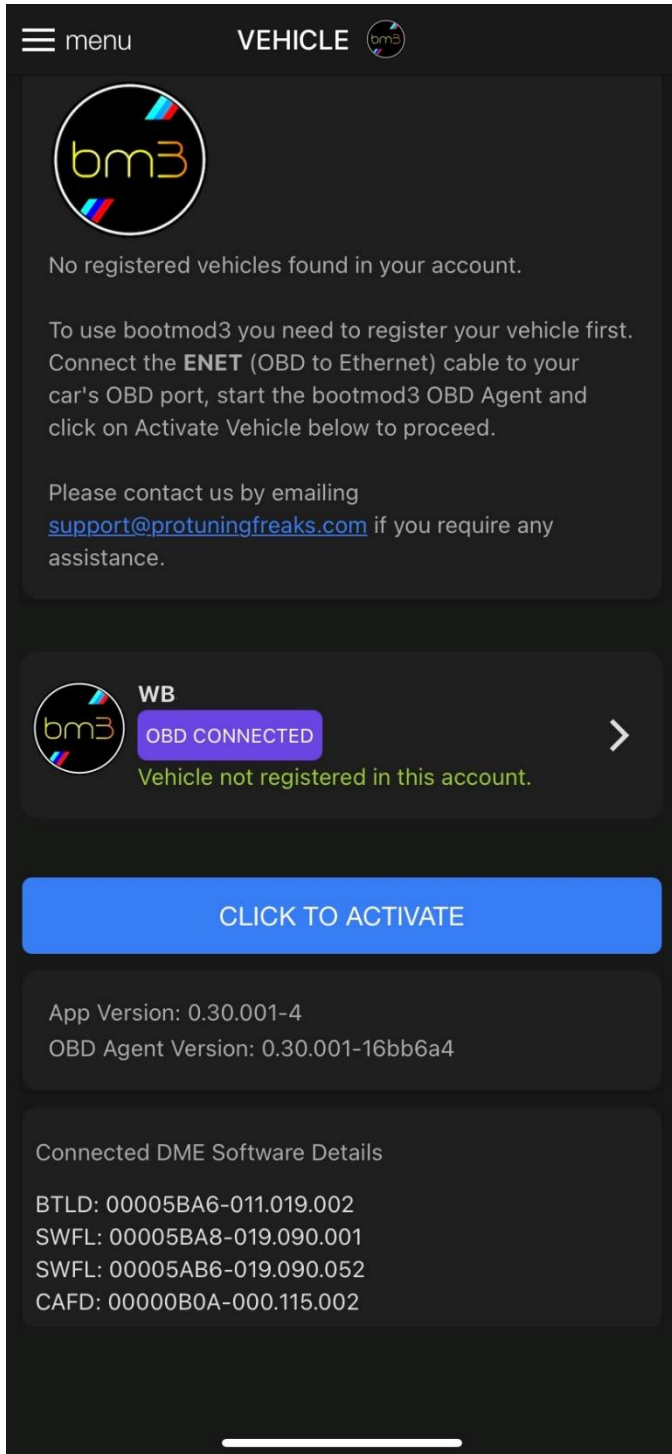 menu
VEHICLE bm3
bm3
No registered vehicles found in your account.
To use bootmod3 you need to register your vehicle first.
Connect the ENET (OBD to Ethernet) cable to your
car's OBD port, start the bootmod3 OBD Agent and
click on Activate Vehicle below to proceed.
Please contact us by emailing
support@protuningfreaks.com if you require any
assistance.
bm3
WB
OBD CONNECTED
Vehicle not registered in this account.
CLICK TO ACTIVATE
App Version: 0.30.001-4
OBD Agent Version: 0.30.001-16bb6a4
Connected DME Software Details
BTLD: 00005BA6-011.019.002
SWFL: 00005BA8-019.090.001
SWFL: 00005AB6-019.090.052
CAFD: 00000B0A-000.115.002